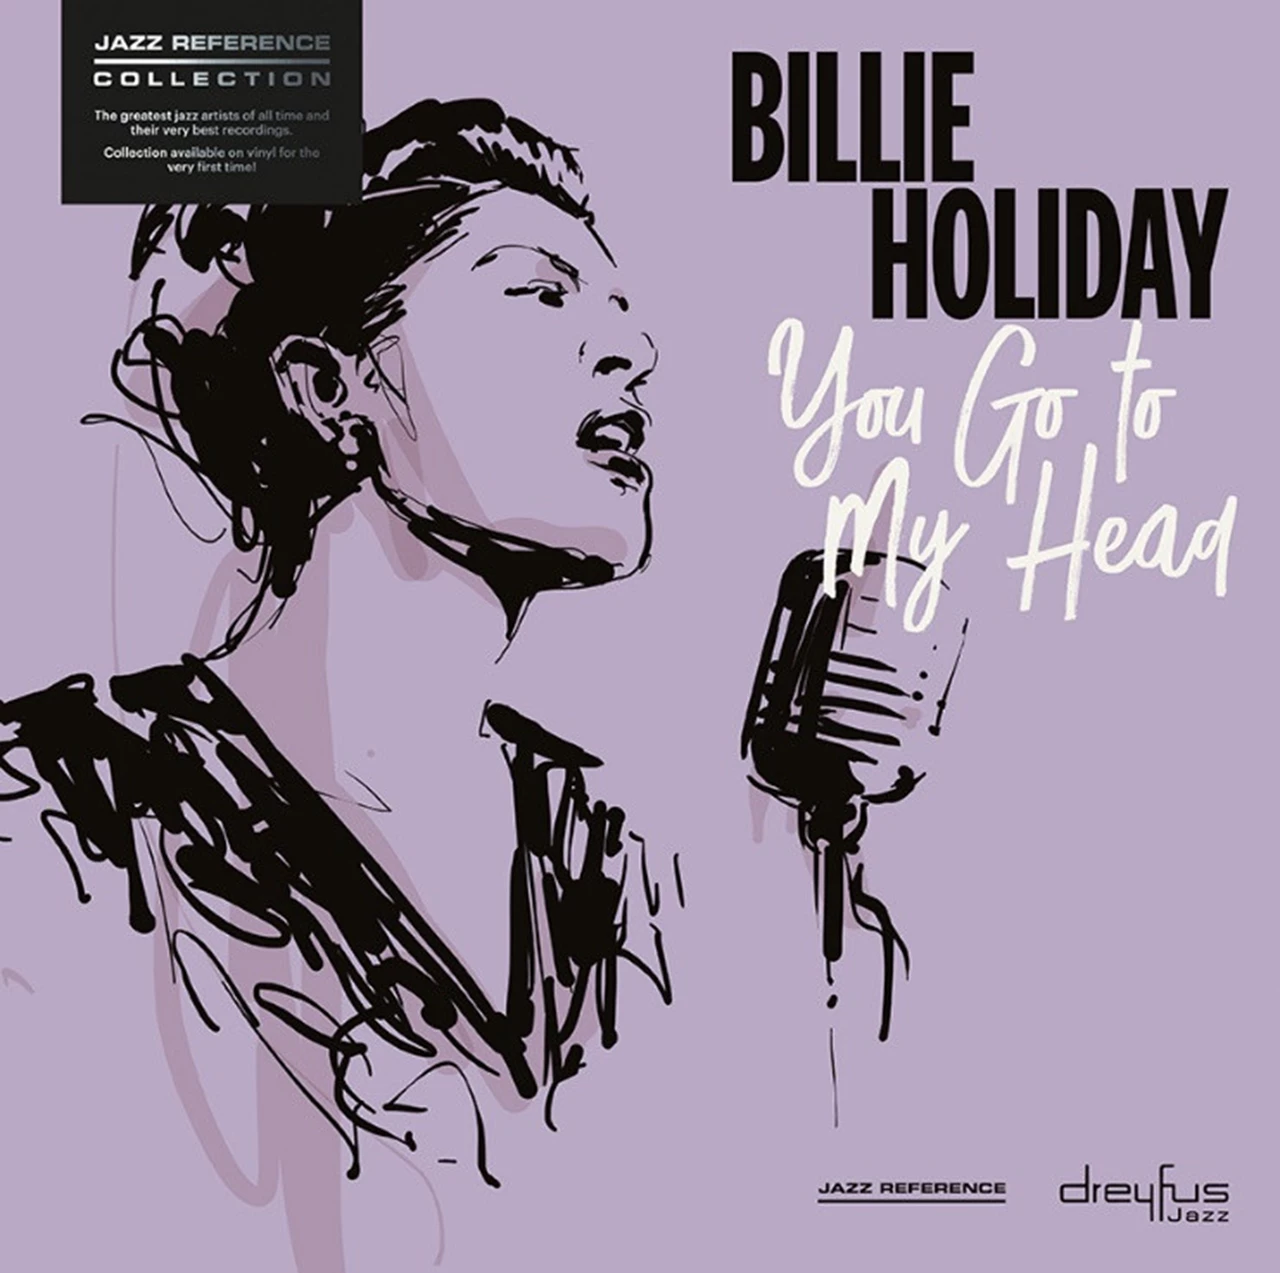 JAZZ REFERENCE
COLLECTION
The greatest jazz artists of all time and
their very best recordings.
Collection available on vinyl for the
very first time!
BILLIE
HOLIDAY
You Go to
My Head
JAZZ REFERENCE
dreyfus
Jazz